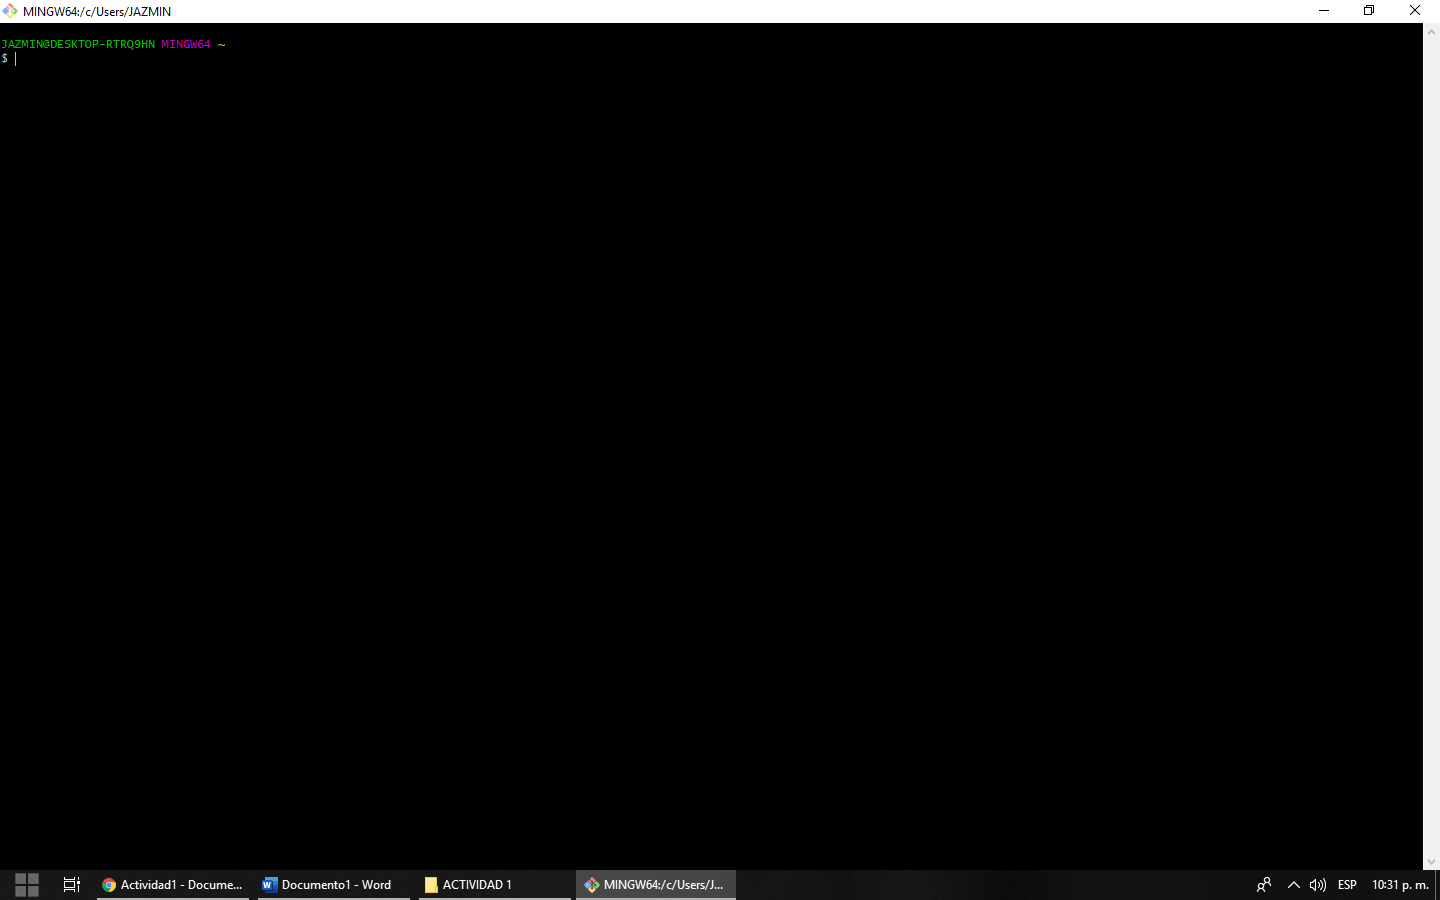 MINGW64:/c/Users/JAZMIN
JAZMIN@DESKTOP-RTRQ9HN MINGW64 ~
$
Actividad1 - Docume...
Documento1 - Word
ACTIVIDAD 1
MINGW64:/c/Users/J...
ESP
10:31 p. m.